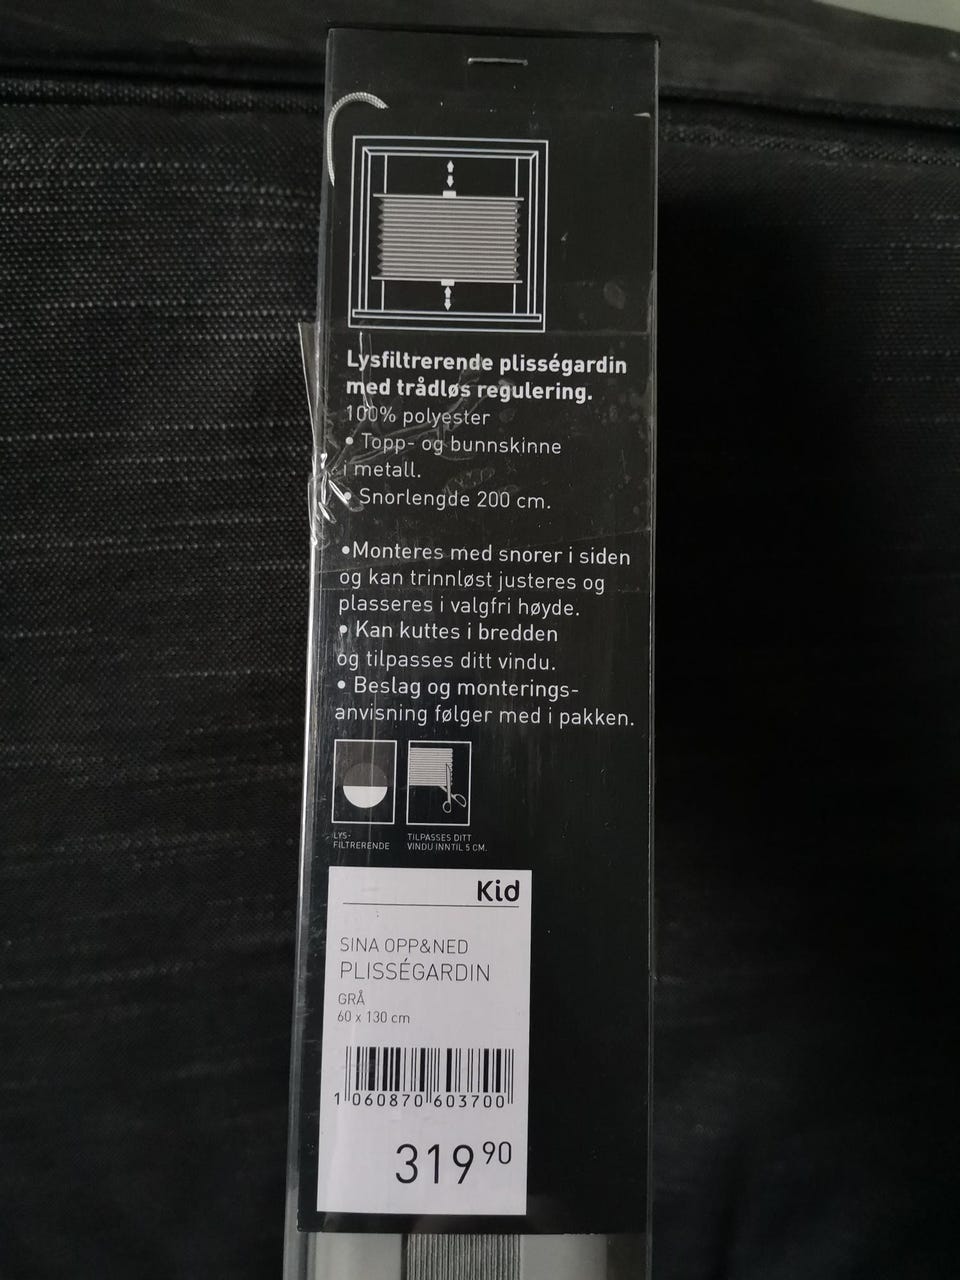 Lysfiltrerende plisségardin
med trådløs regulering.
100% polyester
• Topp- og bunnskinne
i metall.
• Snorlengde 200 cm.
•Monteres med snorer i siden
og kan trinnløst justeres og
plasseres i valgfri høyde.
• Kan kuttes i bredden
og tilpasses ditt vindu.
• Beslag og monterings-
anvisning følger med i pakken.
LYS-
FILTRERENDE
TILPASSES DITT
VINDU INNTIL 5 CM.
Kid
SINA OPP&NED
PLISSÉGARDIN
GRÅ
60 x 130 cm
1 060870 603700
319 90